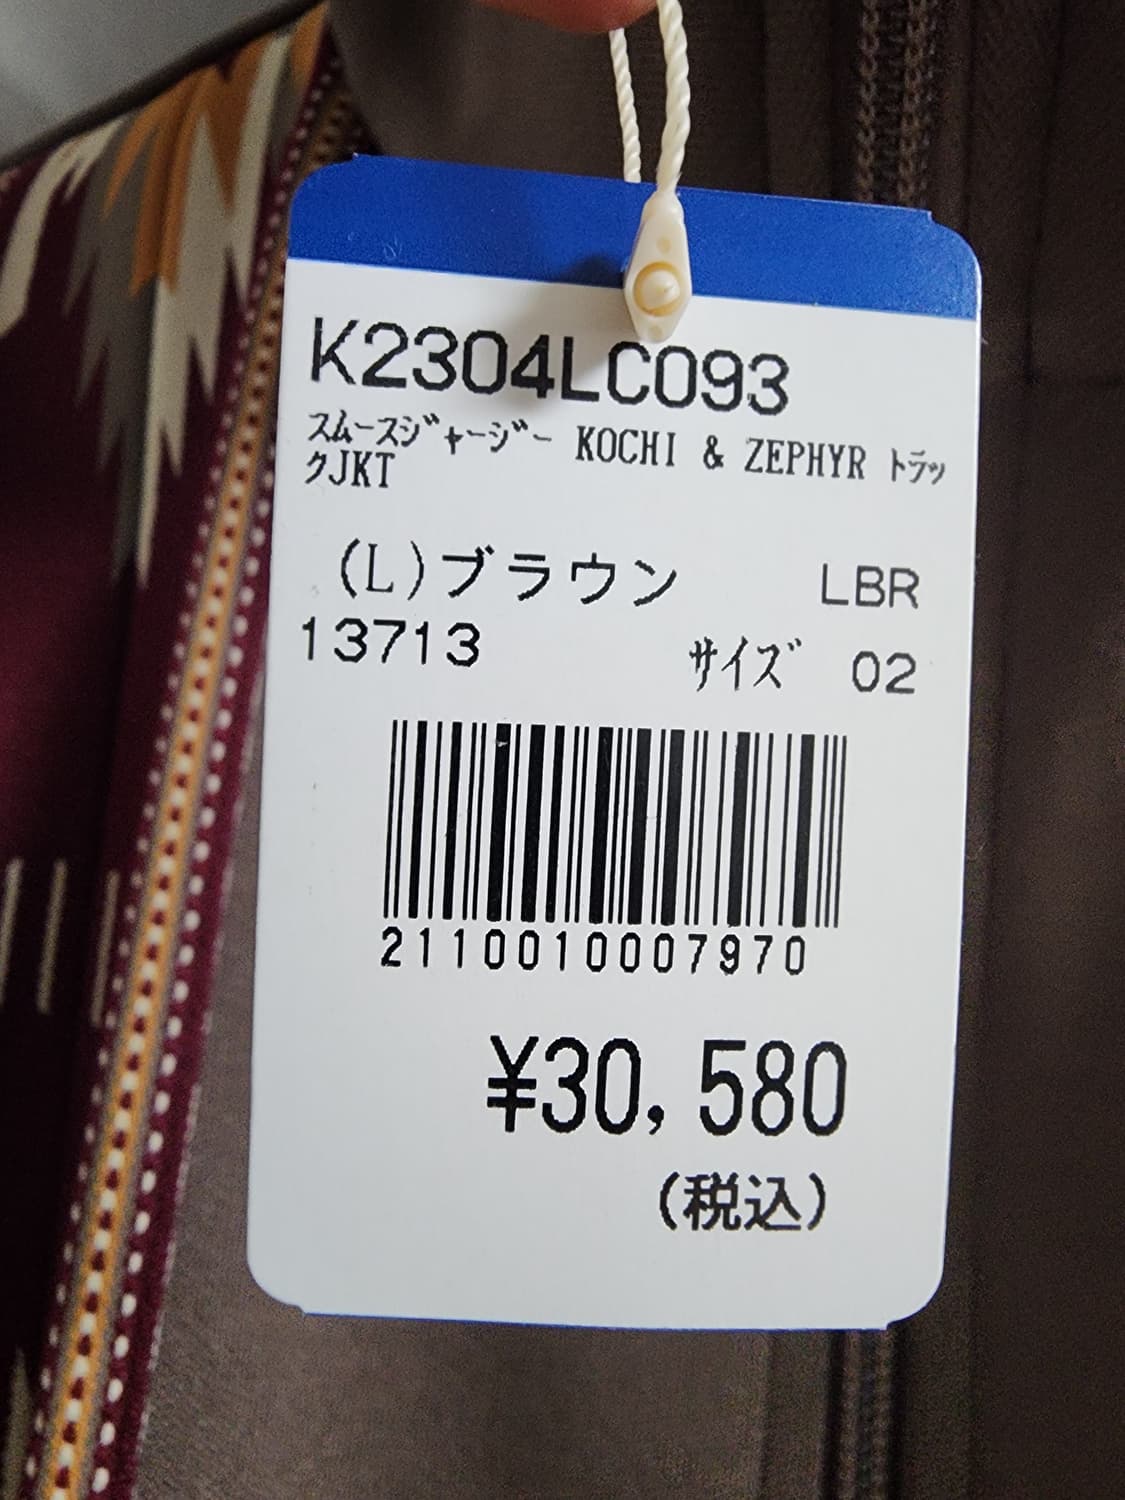 K2304LC093
スムースジャージー KOCHI & ZEPHYR トラッ
クJKT
(L)ブラウン LBR
13713 サイズ 02
2110010007970
¥30,580
(税込)